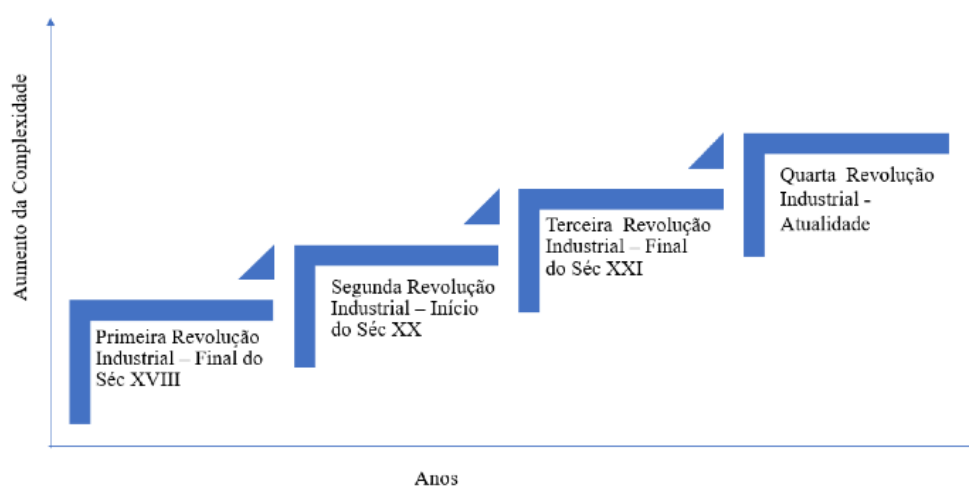 Aumento da Complexidade
Primeira Revolução
Industrial – Final do
Séc XVIII
Segunda Revolução
Industrial – Início
do Séc XX
Terceira Revolução
Industrial – Final
do Séc XXI
Quarta Revolução
Industrial -
Atualidade
Anos